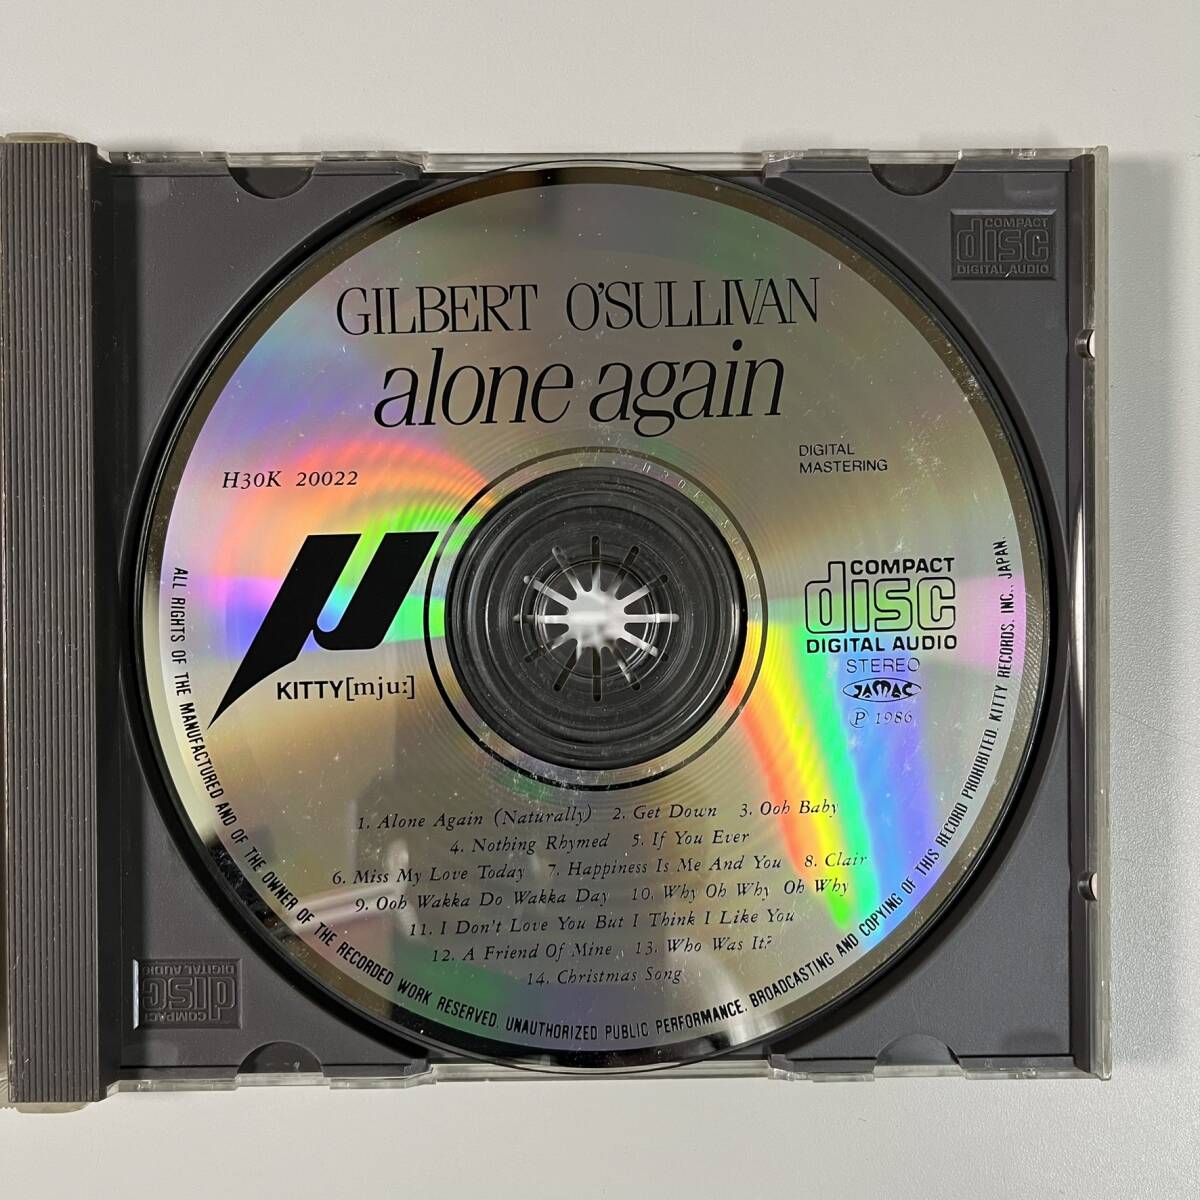 COMPACT
disc
DIGITAL AUDIO
GILBERT O'SULLIVAN
alone again
DIGITAL
MASTERING
H30K 20022
μ
KITTY[mju:]
COMPACT
disc
DIGITAL AUDIO
STEREO
JAMAC
Ⓟ 1986
1. Alone Again (Naturally) 2. Get Down 3. Ooh Baby
4. Nothing Rhymed 5. If You Ever
6. Miss My Love Today 7. Happiness Is Me And You 8. Clair
9. Ooh Wakka Do Wakka Day 10. Why Oh Why Oh Why
11. I Don't Love You But I Think I Like You
12. A Friend Of Mine 13. Who Was It?
14. Christmas Song
ALL RIGHTS OF THE MANUFACTURED AND OF THE OWNER OF THE RECORDED WORK RESERVED. UNAUTHORIZED PUBLIC PERFORMANCE, BROADCASTING AND COPYING OF THIS RECORD PROHIBITED. KITTY RECORDS, INC., JAPAN.
COMPACT
disc
DIGITAL AUDIO